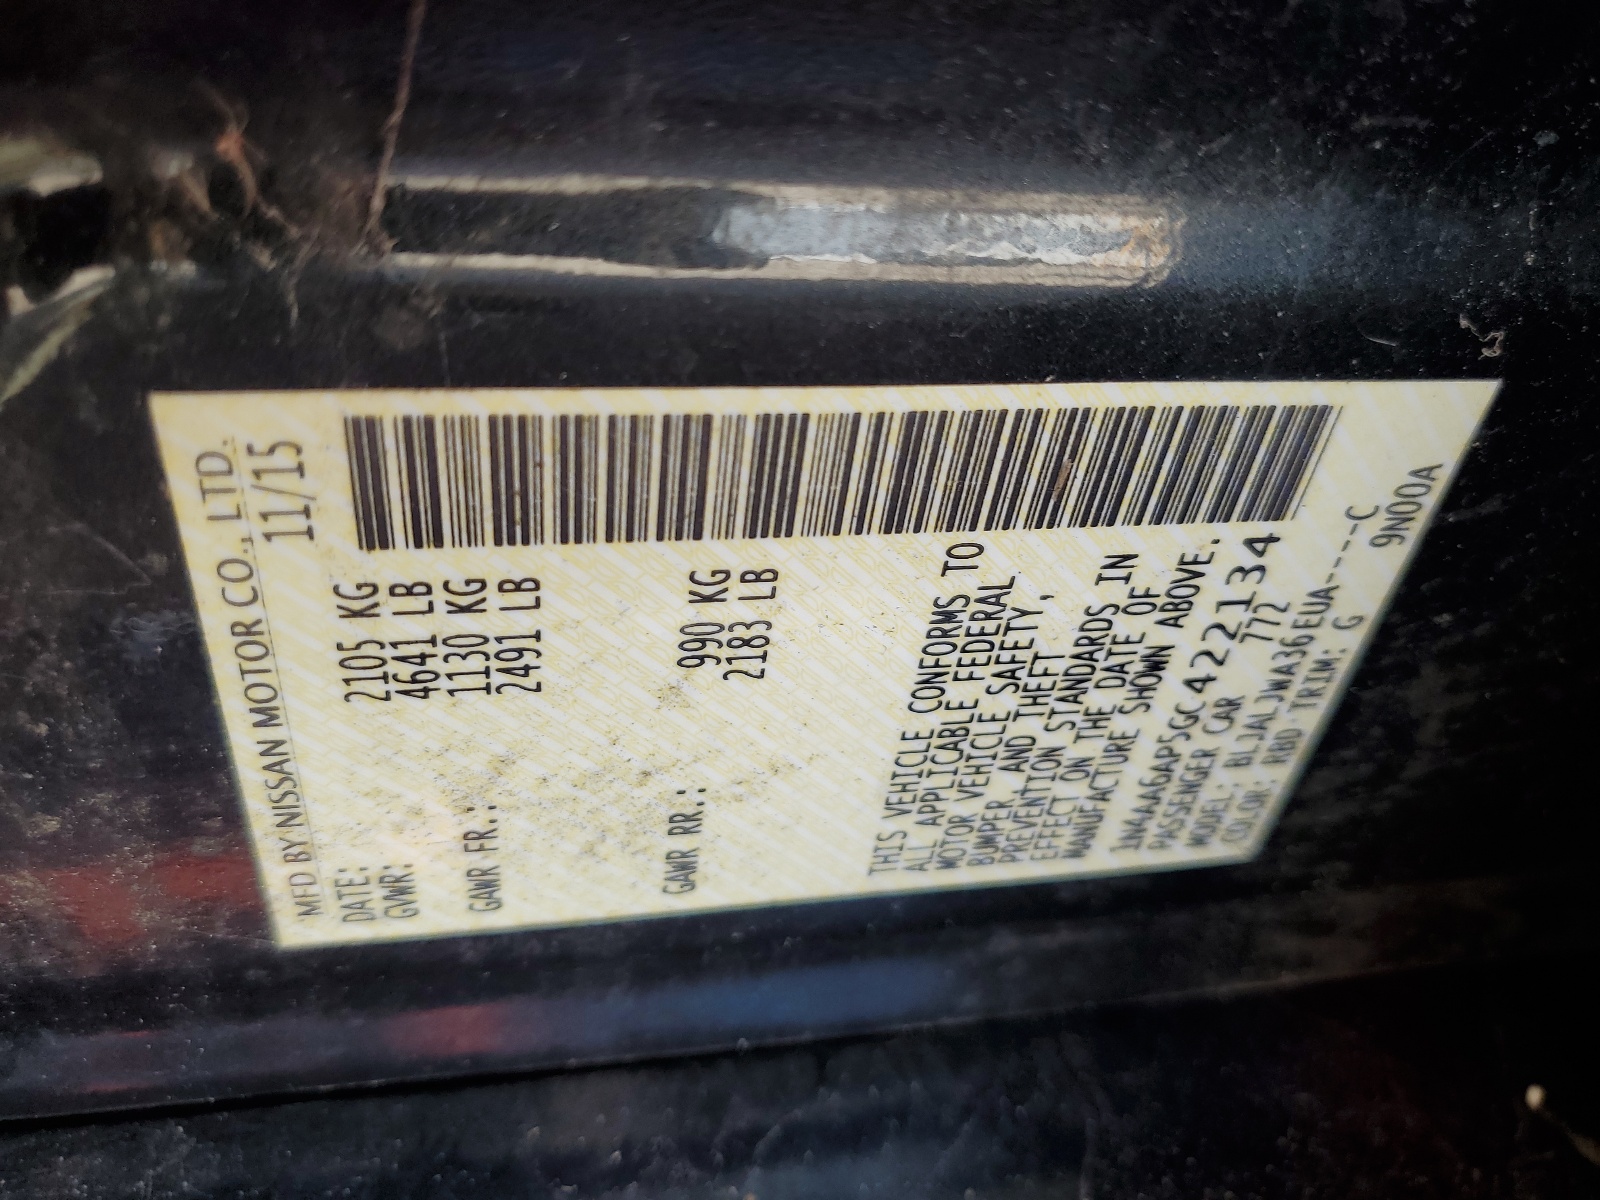 MFD BY NISSAN MOTOR CO., LTD.
DATE: 11/15
GVWR: 2105 KG
4641 LB
GAWR FR.: 1130 KG
2491 LB
GAWR RR.: 990 KG
2183 LB
THIS VEHICLE CONFORMS TO
ALL APPLICABLE FEDERAL
MOTOR VEHICLE SAFETY,
BUMPER, AND THEFT
PREVENTION STANDARDS IN
EFFECT ON THE DATE OF
MANUFACTURE SHOWN ABOVE.
1N4AA6AP5GC422134
PASSENGER CAR 772
MODEL: BLJALJWA36EUA-----C
COLOR: RBD TRIM: G 9N00A